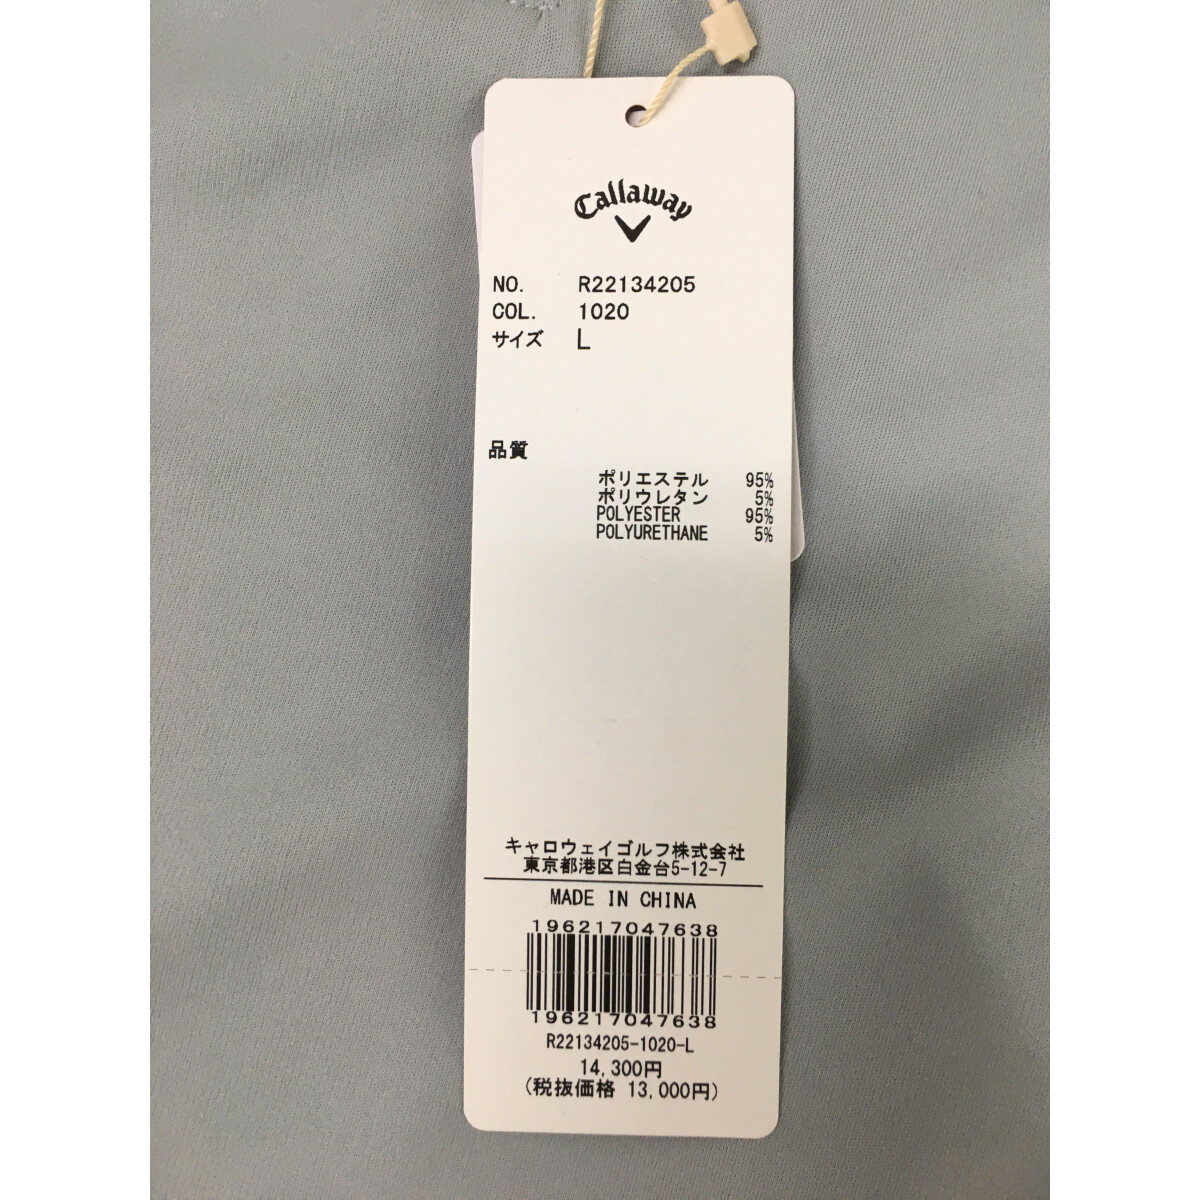 Callaway
NO. R22134205
COL. 1020
サイズ L
品質
ポリエステル 95%
ポリウレタン 5%
POLYESTER 95%
POLYURETHANE 5%
キャロウェイゴルフ株式会社
東京都港区白金台5-12-7
MADE IN CHINA
196217047638
196217047638
R22134205-1020-L
14,300円
(税抜価格 13,000円)